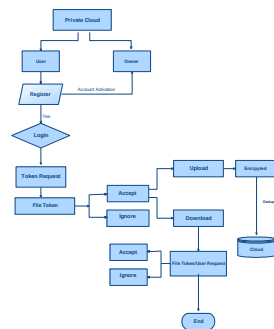 Private Cloud
User
Owner
Register
Account Activation
Yes
Login
Token Request
File Token
Accept
Ignore
Upload
Encrypted
Download
Cloud
File Token/User Request
Accept
Ignore
End